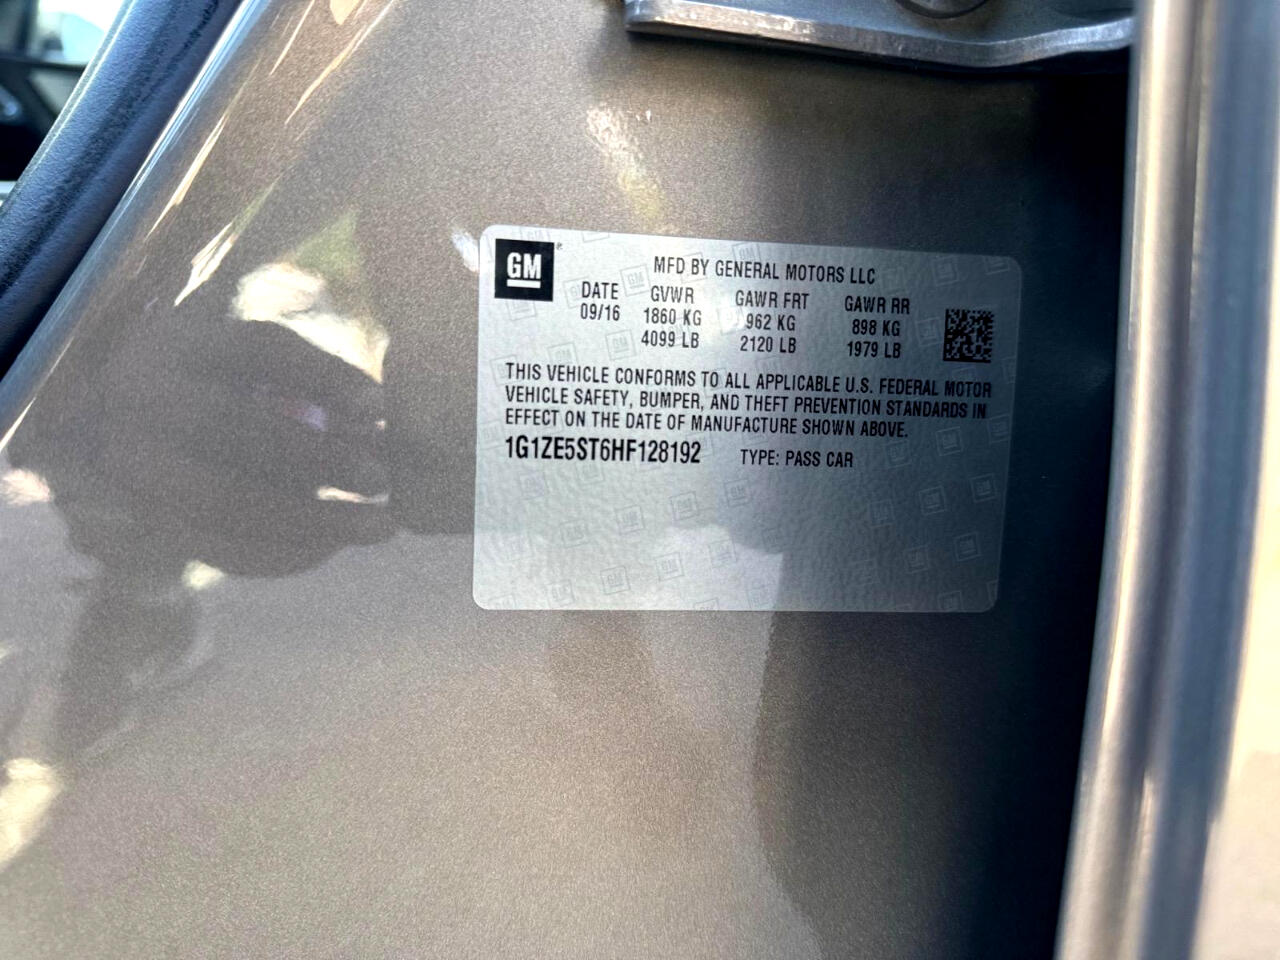 GM
MFD BY GENERAL MOTORS LLC
DATE GVWR GAWR FRT GAWR RR
09/16 1860 KG 962 KG 898 KG
4099 LB 2120 LB 1979 LB
THIS VEHICLE CONFORMS TO ALL APPLICABLE U.S. FEDERAL MOTOR
VEHICLE SAFETY, BUMPER, AND THEFT PREVENTION STANDARDS IN
EFFECT ON THE DATE OF MANUFACTURE SHOWN ABOVE.
1G1ZE5ST6HF128192 TYPE: PASS CAR